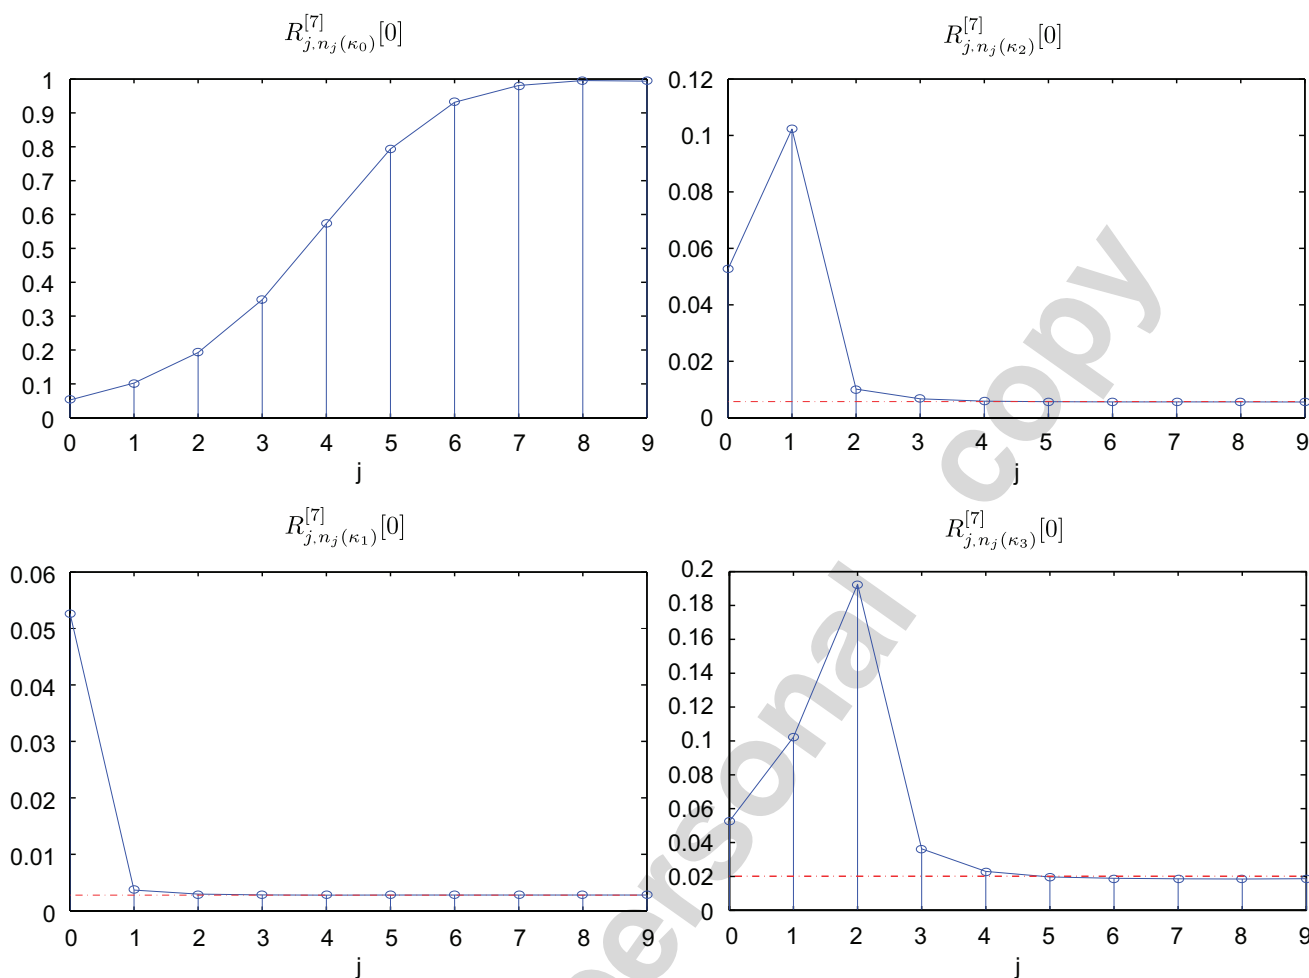 R^{[7]}_{j,n_j(κ_0)}[0]
1
0.9
0.8
0.7
0.6
0.5
0.4
0.3
0.2
0.1
0
0 1 2 3 4 5 6 7 8 9
j
R^{[7]}_{j,n_j(κ_2)}[0]
0.12
0.1
0.08
0.06
0.04
0.02
0
0 1 2 3 4 5 6 7 8 9
j
R^{[7]}_{j,n_j(κ_1)}[0]
0.06
0.05
0.04
0.03
0.02
0.01
0
0 1 2 3 4 5 6 7 8 9
j
R^{[7]}_{j,n_j(κ_3)}[0]
0.2
0.18
0.16
0.14
0.12
0.1
0.08
0.06
0.04
0.02
0
0 1 2 3 4 5 6 7 8 9
j
personal copy